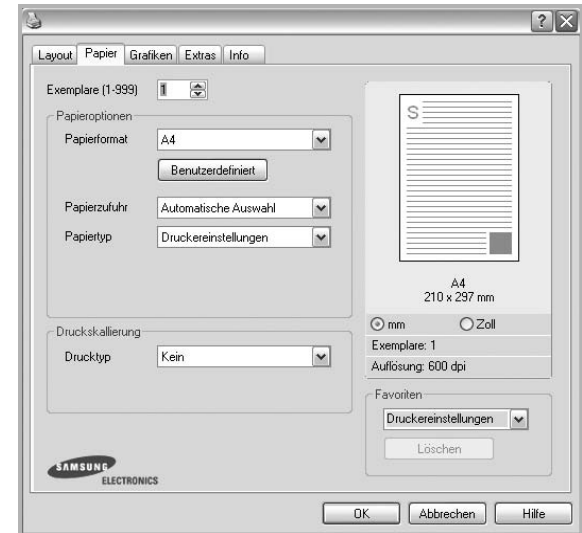 Layout Papier Grafiken Extras Info
Exemplare (1-999) 1
Papieroptionen
Papierformat A4
Benutzerdefiniert
Papierzufuhr Automatische Auswahl
Papiertyp Druckereinstellungen
Druckskallierung
Drucktyp Kein
SAMSUNG
ELECTRONICS
S
A4
210 x 297 mm
mm Zoll
Exemplare: 1
Auflösung: 600 dpi
Favoriten
Druckereinstellungen
Löschen
OK Abbrechen Hilfe